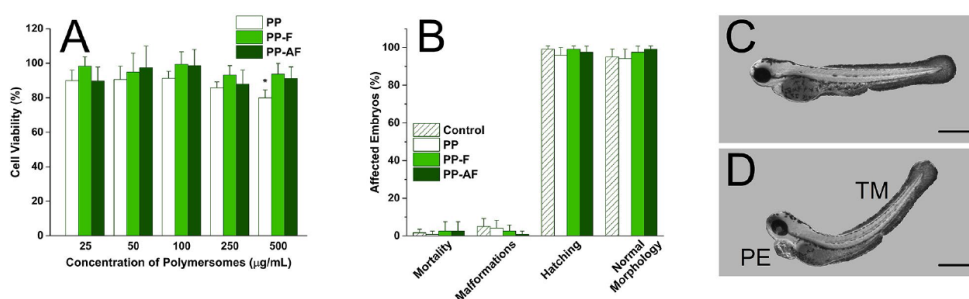 A
PP
PP-F
PP-AF
120
100
80
60
40
20
0
*
25 50 100 250 500
Cell Viability (%)
Concentration of Polymersomes (µg/mL)
B
100
80
60
40
20
0
Control
PP
PP-F
PP-AF
Affected Embryos (%)
Mortality
Malformations
Hatching
Normal
Morphology
C
D
TM
PE